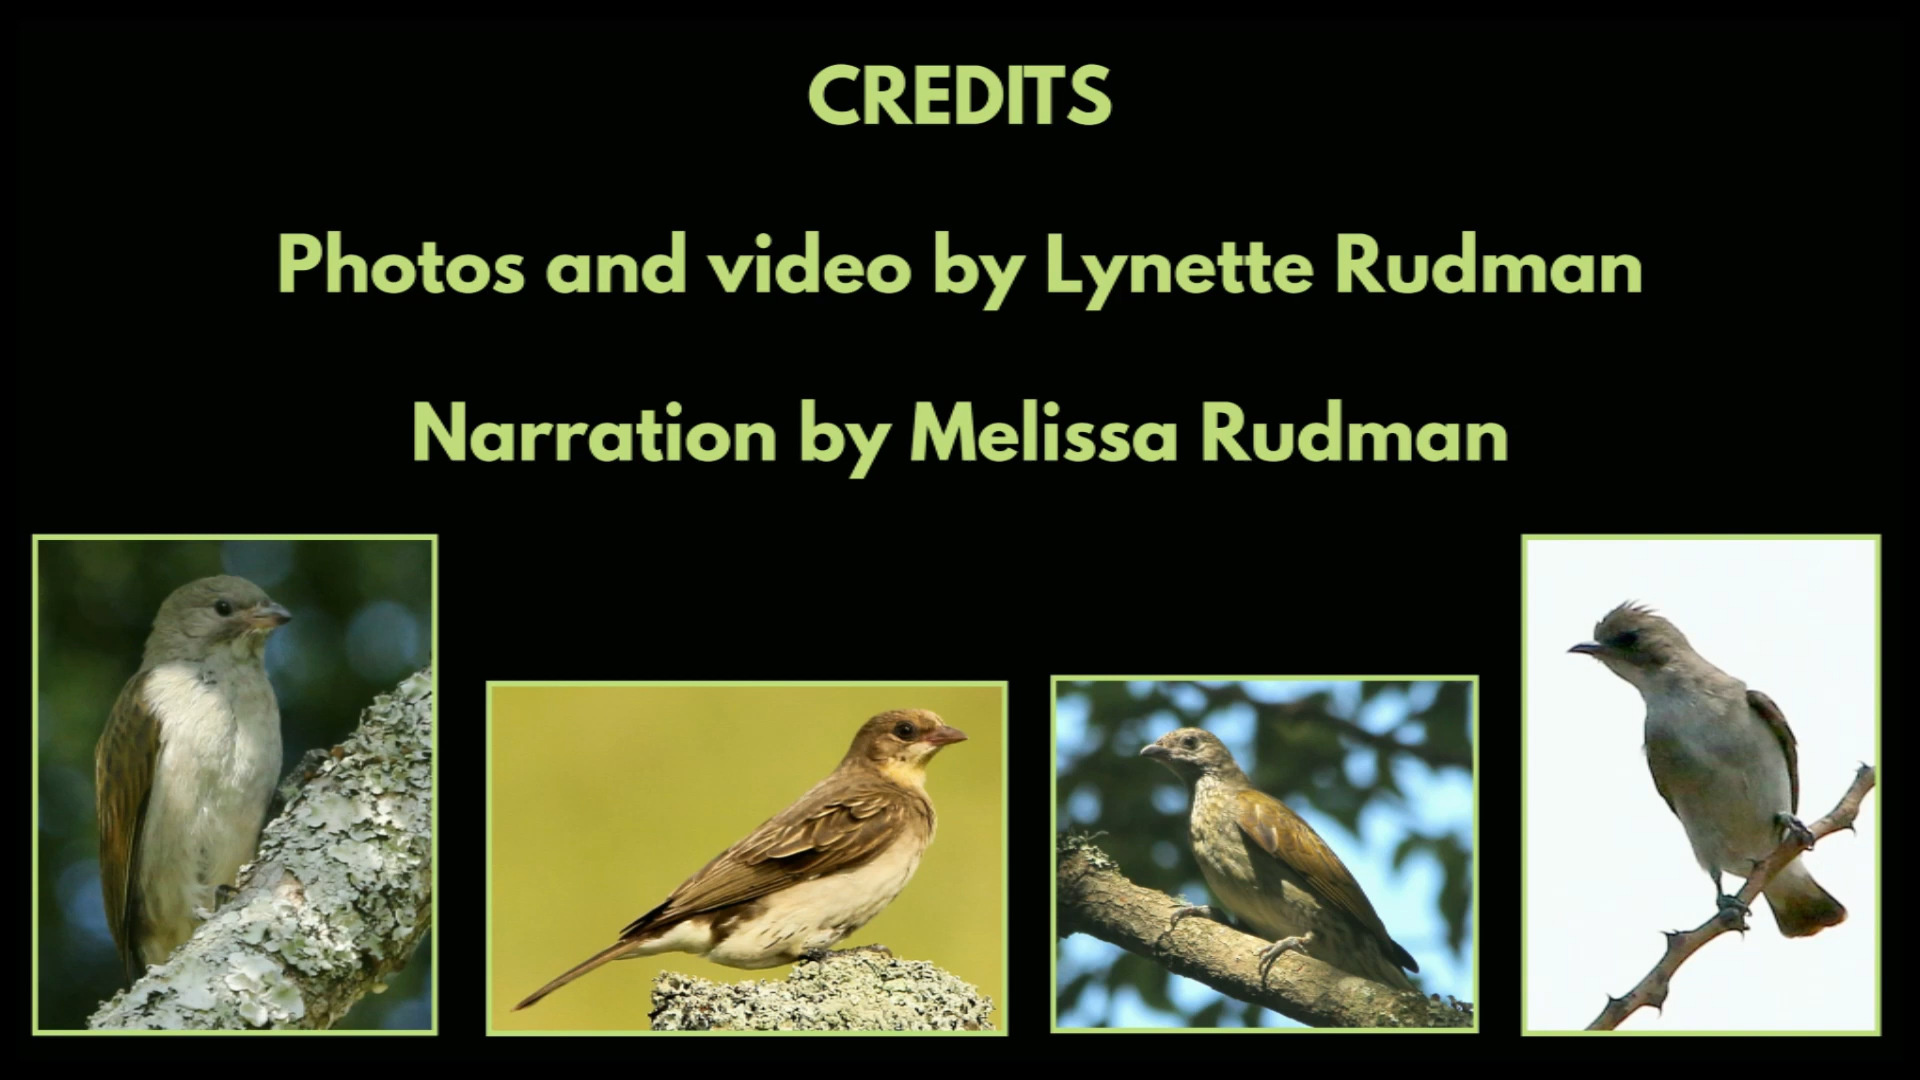 CREDITS
Photos and video by Lynette Rudman
Narration by Melissa Rudman